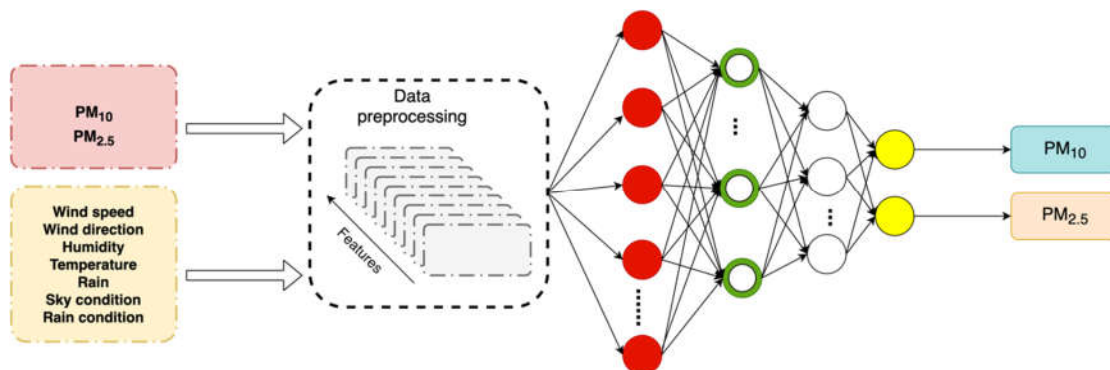 PM₁₀
PM₂.₅
Wind speed
Wind direction
Humidity
Temperature
Rain
Sky condition
Rain condition
Data
preprocessing
Features
PM₁₀
PM₂.₅